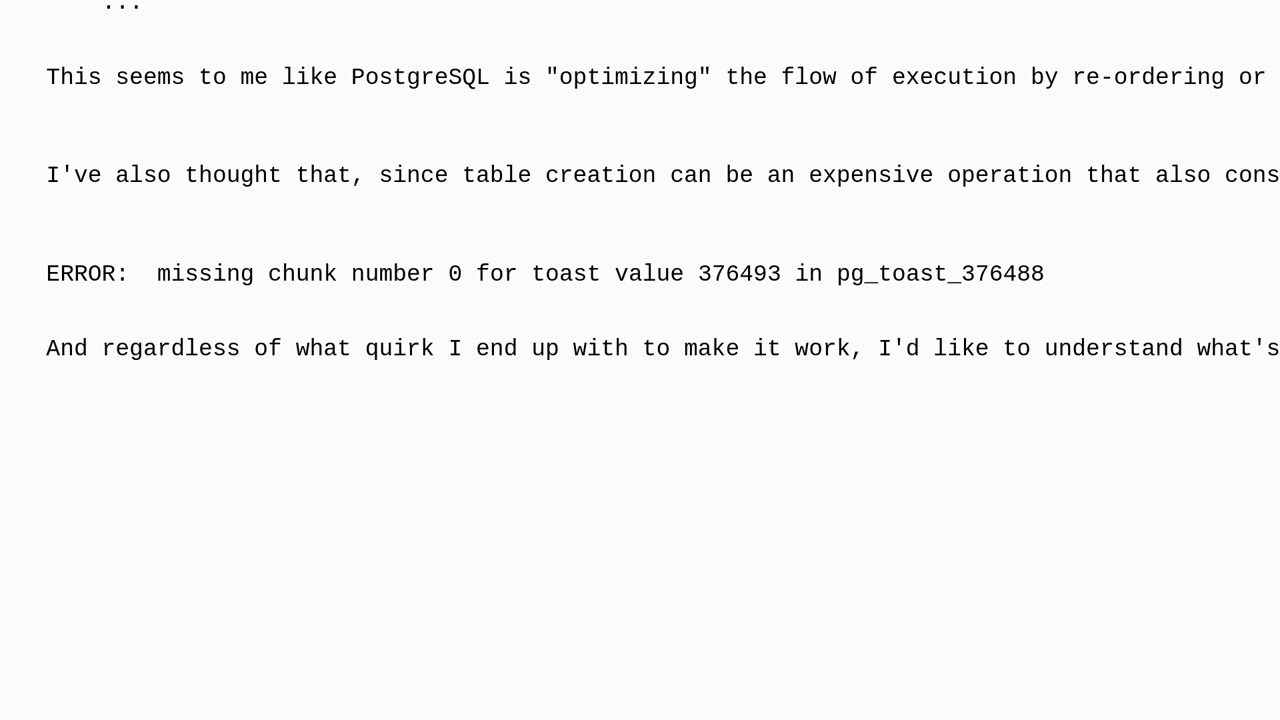 ...
This seems to me like PostgreSQL is "optimizing" the flow of execution by re-ordering or
I've also thought that, since table creation can be an expensive operation that also cons
ERROR:  missing chunk number 0 for toast value 376493 in pg_toast_376488
And regardless of what quirk I end up with to make it work, I'd like to understand what's